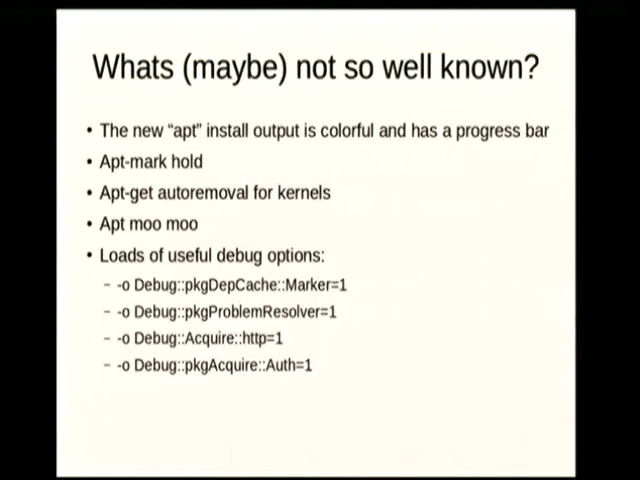 Whats (maybe) not so well known?
• The new “apt” install output is colorful and has a progress bar
• Apt-mark hold
• Apt-get autoremoval for kernels
• Apt moo moo
• Loads of useful debug options:
– -o Debug::pkgDepCache::Marker=1
– -o Debug::pkgProblemResolver=1
– -o Debug::Acquire::http=1
– -o Debug::pkgAcquire::Auth=1